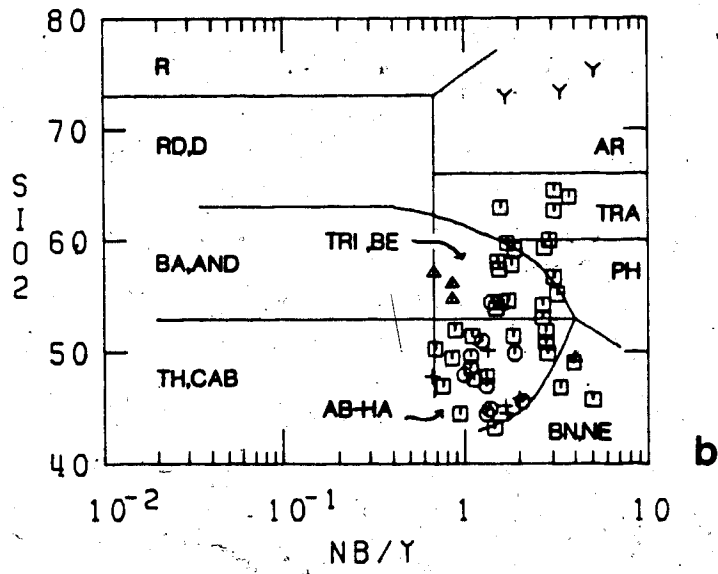 80
R
70
RD,D
AR
S
I
O
2
TRA
60
TRI,BE
BA,AND
PH
50
TH,CAB
AB+HA
BN,NE
40
b
10-2
10-1
1
10
NB/Y